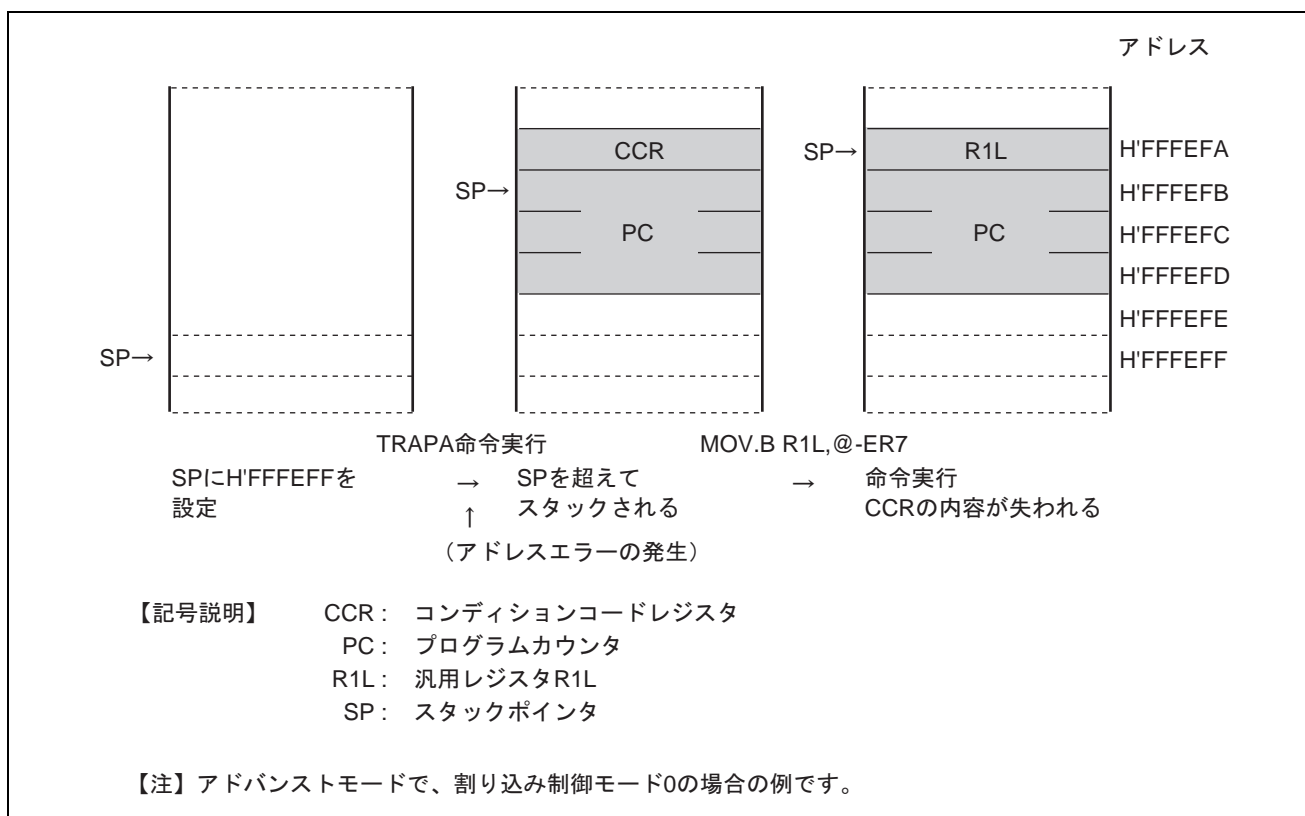 アドレス
CCR
SP→
R1L
H'FFFEFA
SP→
H'FFFEFB
PC
PC
H'FFFEFC
H'FFFEFD
H'FFFEFE
SP→
H'FFFEFF
TRAPA命令実行
MOV.B R1L,@-ER7
SPにH'FFFEFFを → SPを超えて → 命令実行
設定 ↑ スタックされる CCRの内容が失われる
（アドレスエラーの発生）
【記号説明】 CCR : コンディションコードレジスタ
PC : プログラムカウンタ
R1L : 汎用レジスタR1L
SP : スタックポインタ
【注】アドバンストモードで、割り込み制御モード0の場合の例です。